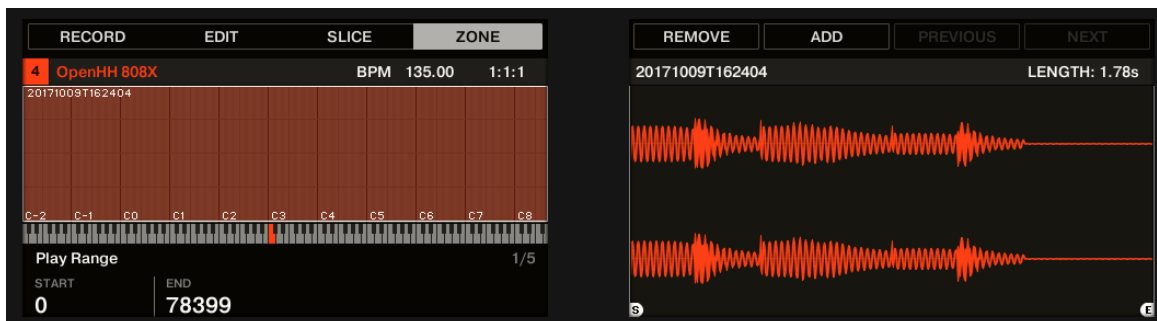 RECORD EDIT SLICE ZONE
4 OpenHH 808X BPM 135.00 1:1:1
20171009T162404
C-2 C-1 C0 C1 C2 C3 C4 C5 C6 C7 C8
Play Range 1/5
START END
0 78399
REMOVE ADD PREVIOUS NEXT
20171009T162404 LENGTH: 1.78s
S E